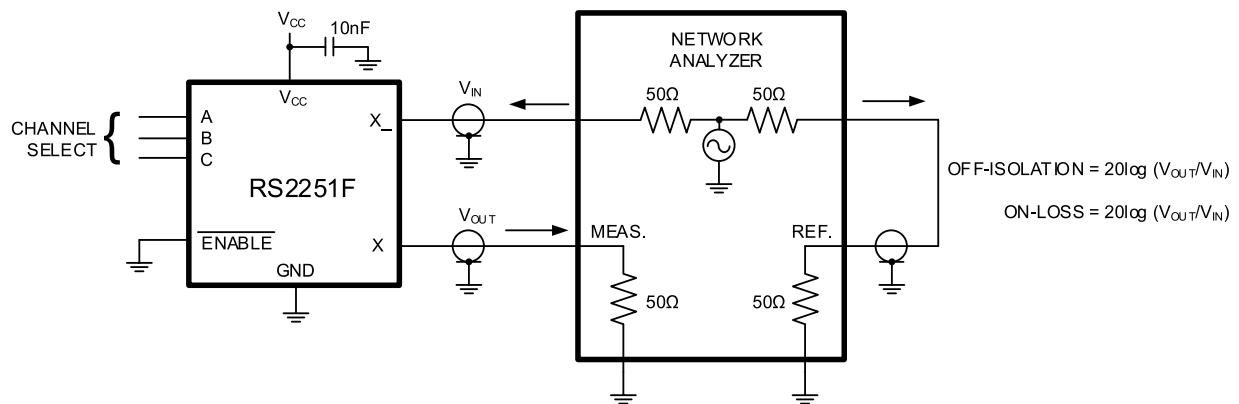 VCC
10nF
VCC
CHANNEL
SELECT
A
B
C
X_
RS2251F
ENABLE
X
GND
VIN
VOUT
NETWORK
ANALYZER
50Ω
50Ω
MEAS.
REF.
50Ω
50Ω
OFF-ISOLATION = 20log (VOUT/VIN)
ON-LOSS = 20log (VOUT/VIN)